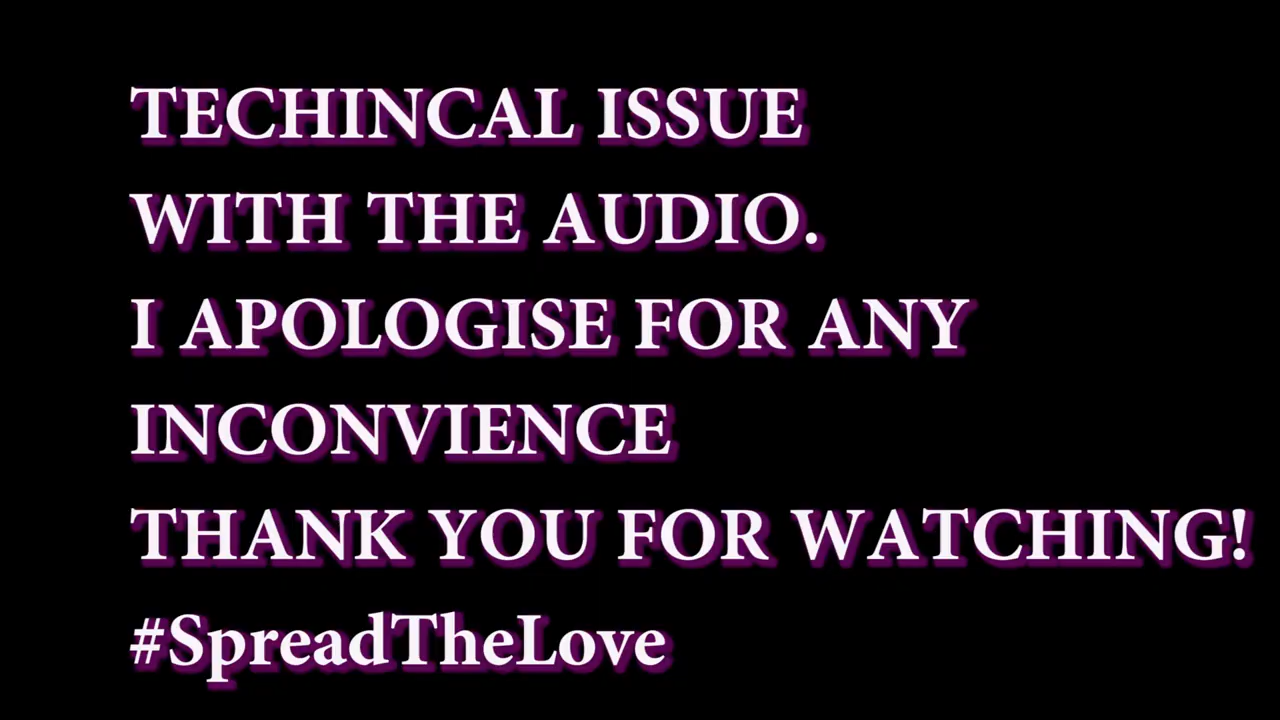 TECHINCAL ISSUE
WITH THE AUDIO.
I APOLOGISE FOR ANY
INCONVIENCE
THANK YOU FOR WATCHING!
#SpreadTheLove